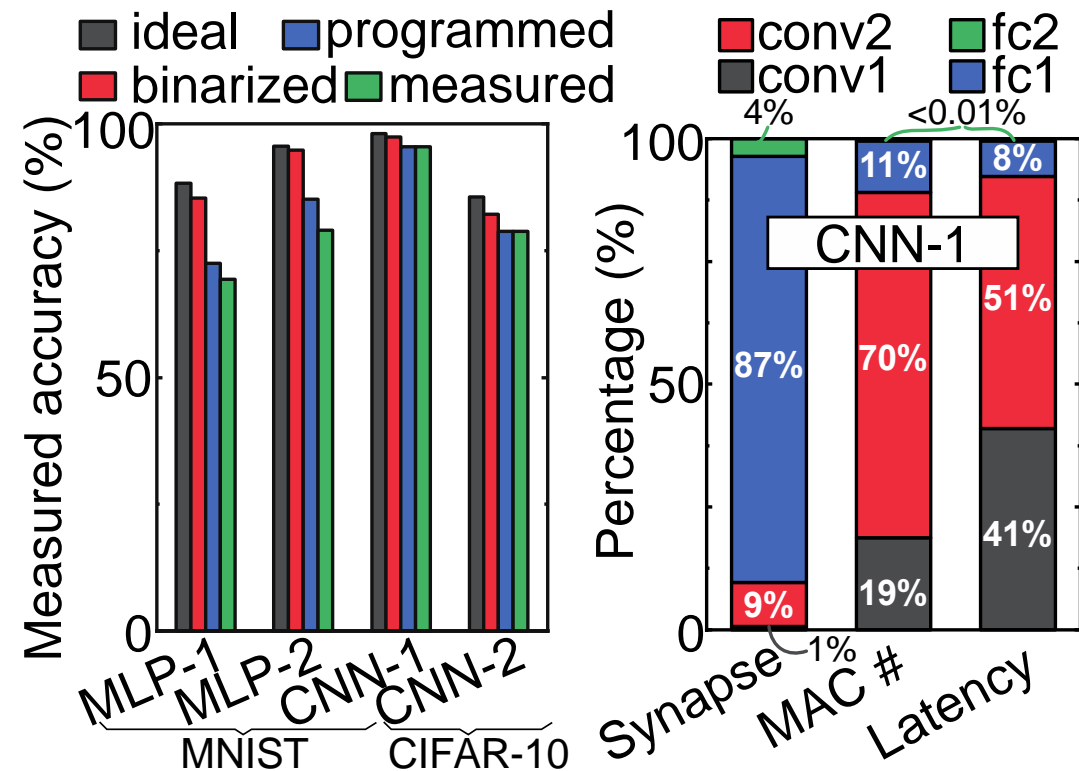 ideal programmed
binarized measured
Measured accuracy (%)
100
50
0
MLP-1 MLP-2 CNN-1 CNN-2
MNIST CIFAR-10
conv2 fc2
conv1 fc1
4% <0.01%
Percentage (%)
100
50
0
11% 8%
CNN-1
51%
87% 70%
41%
9% 19%
1%
Synapse MAC # Latency